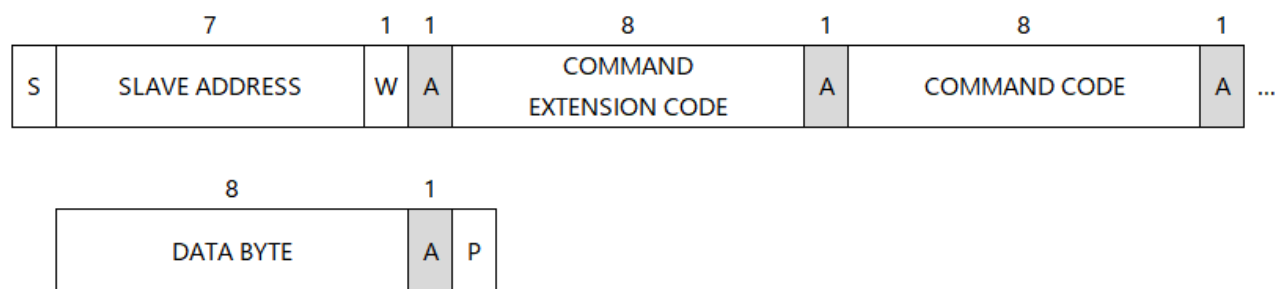 7 1 1 8 1 8 1
S SLAVE ADDRESS W A COMMAND EXTENSION CODE A COMMAND CODE A ...
8 1
DATA BYTE A P